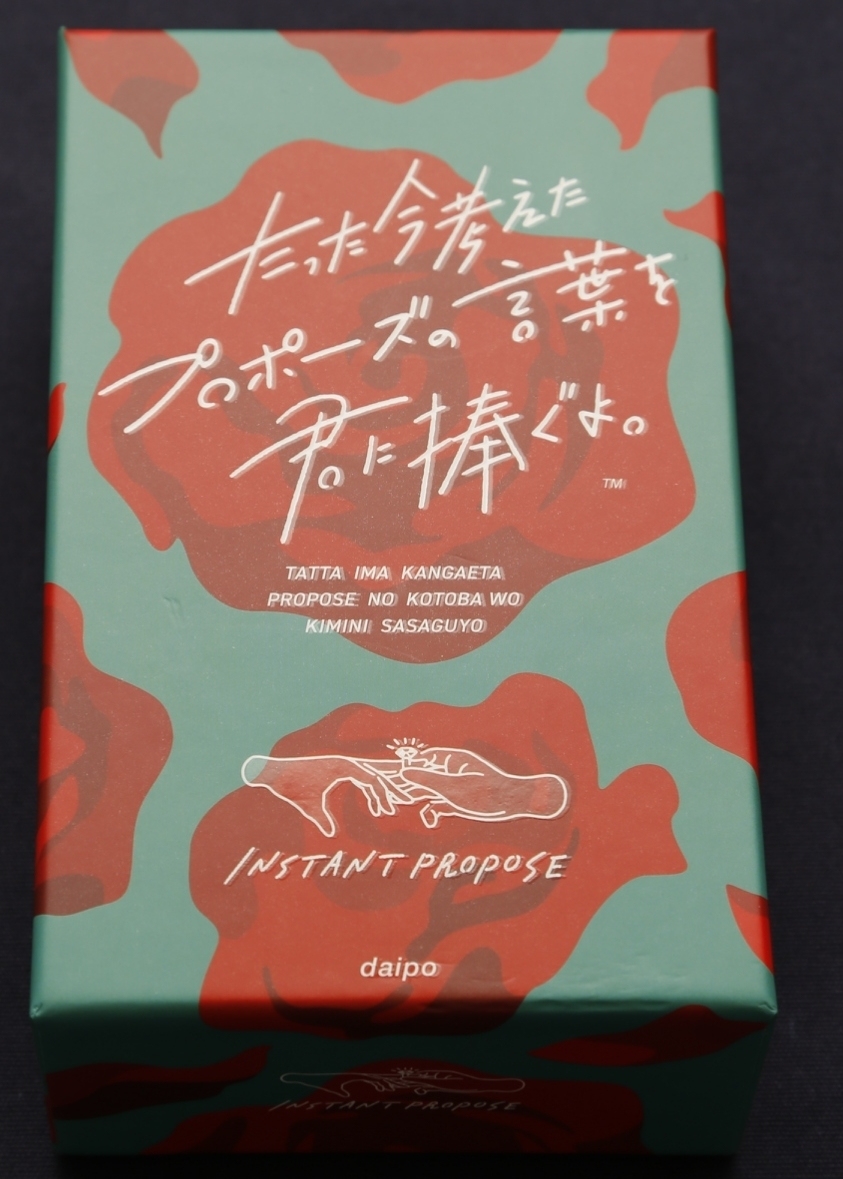 たった今考えた
プロポーズの言葉を
君に捧ぐよ。
TM
TATTA IMA KANGAETA
PROPOSE NO KOTOBA WO
KIMINI SASAGUYO
INSTANT PROPOSE
daipo
INSTANT PROPOSE